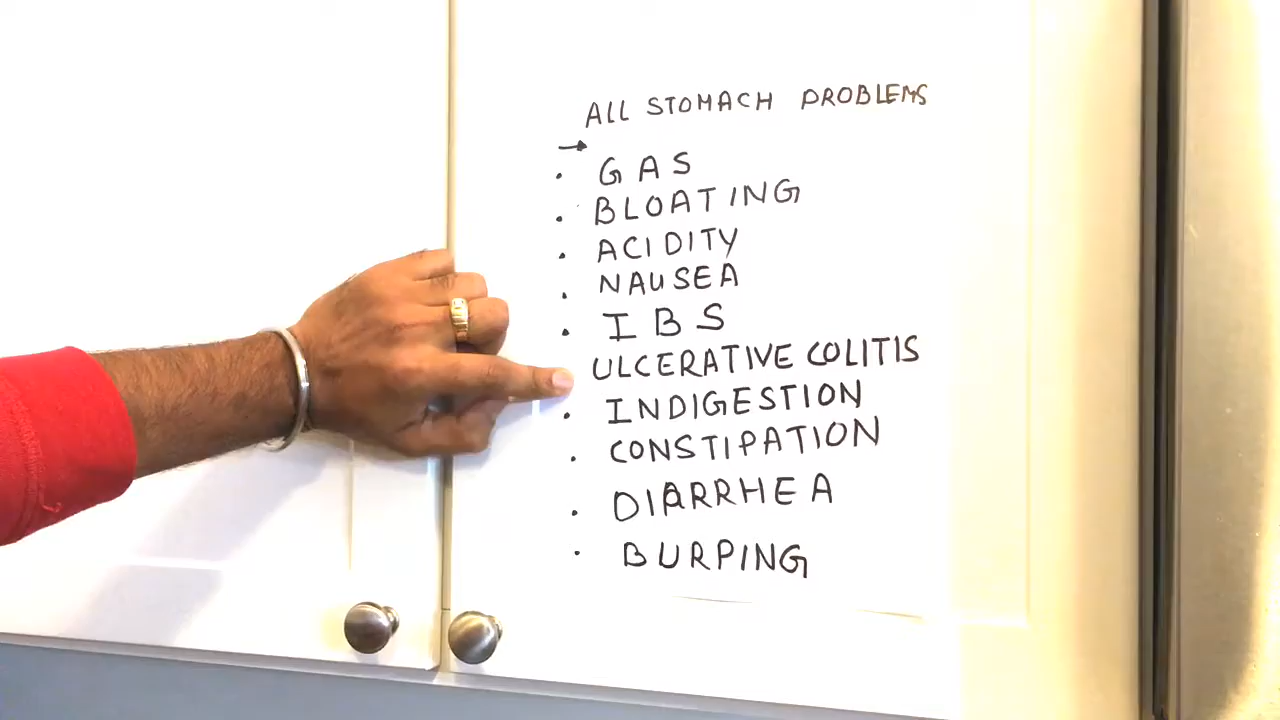 ALL STOMACH PROBLEMS
→
• GAS
• BLOATING
• ACIDITY
• NAUSEA
• IBS
ULCERATIVE COLITIS
• INDIGESTION
• CONSTIPATION
• DIARRHEA
• BURPING